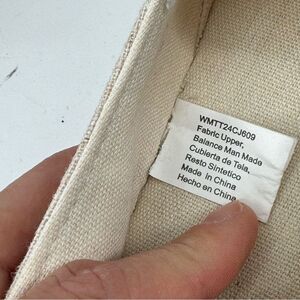 WMTT24CJ609
Fabric Upper,
Balance Man Made
Cubierta de Tela,
Resto Sintetico
Made in China
Hecho en China